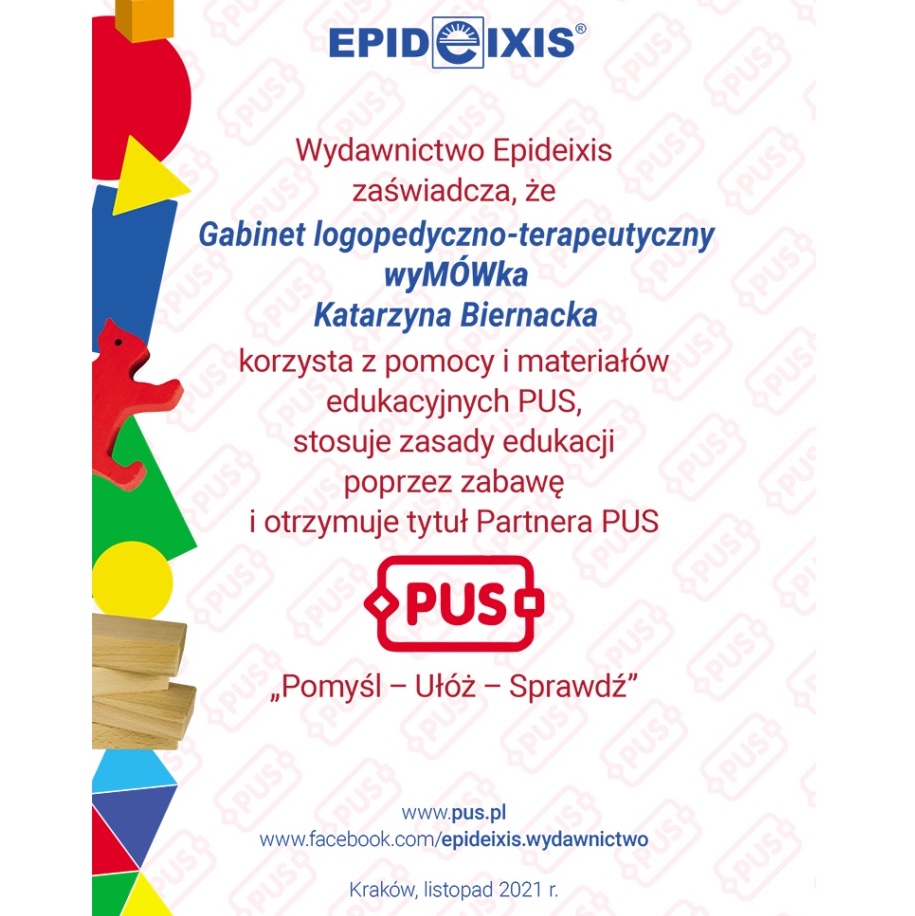 EPIDEIXIS®
Wydawnictwo Epideixis
zaświadcza, że
Gabinet logopedyczno-terapeutyczny
wyMÓWka
Katarzyna Biernacka
korzysta z pomocy i materiałów
edukacyjnych PUS,
stosuje zasady edukacji
poprzez zabawę
i otrzymuje tytuł Partnera PUS
PUS
„Pomyśl – Ułóż – Sprawdź”
www.pus.pl
www.facebook.com/epideixis.wydawnictwo
Kraków, listopad 2021 r.